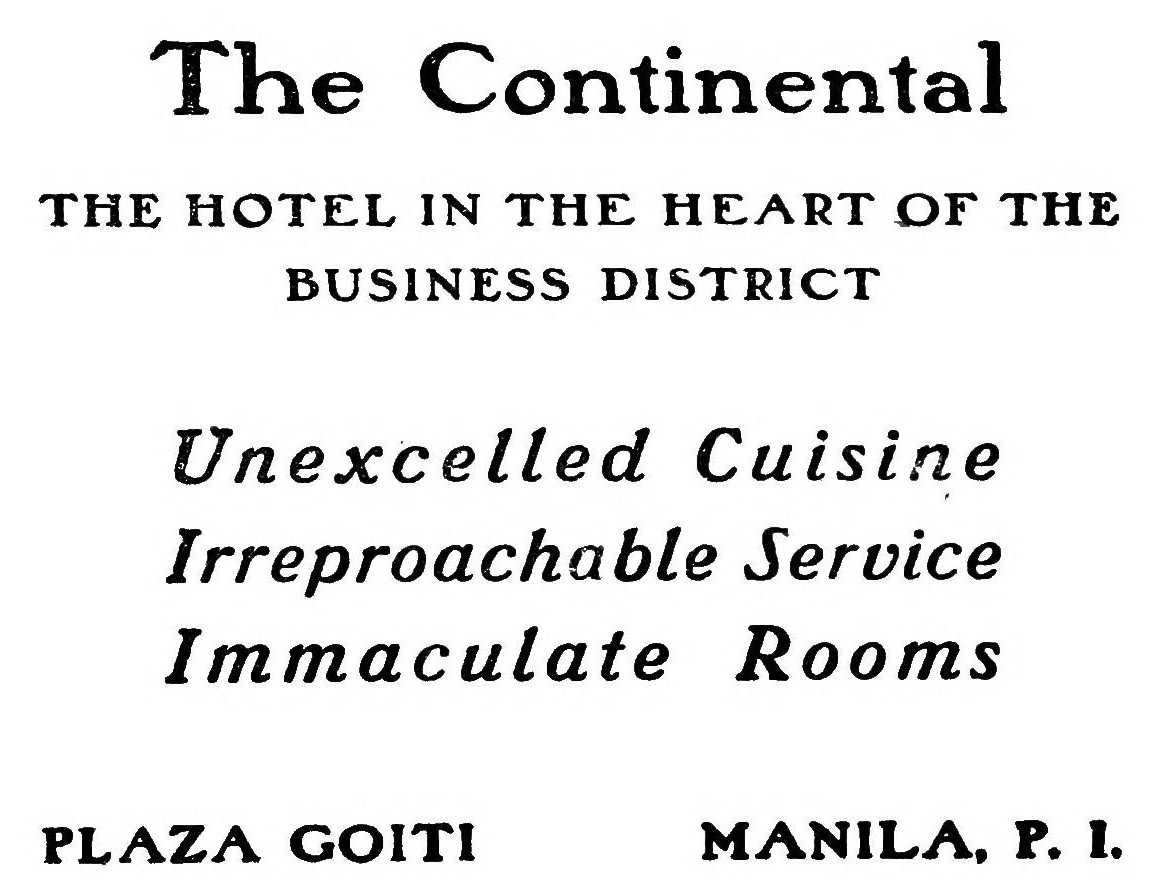 The Continental
THE HOTEL IN THE HEART OF THE
BUSINESS DISTRICT
Unexcelled Cuisine
Irreproachable Service
Immaculate Rooms
PLAZA GOITI MANILA, P. I.